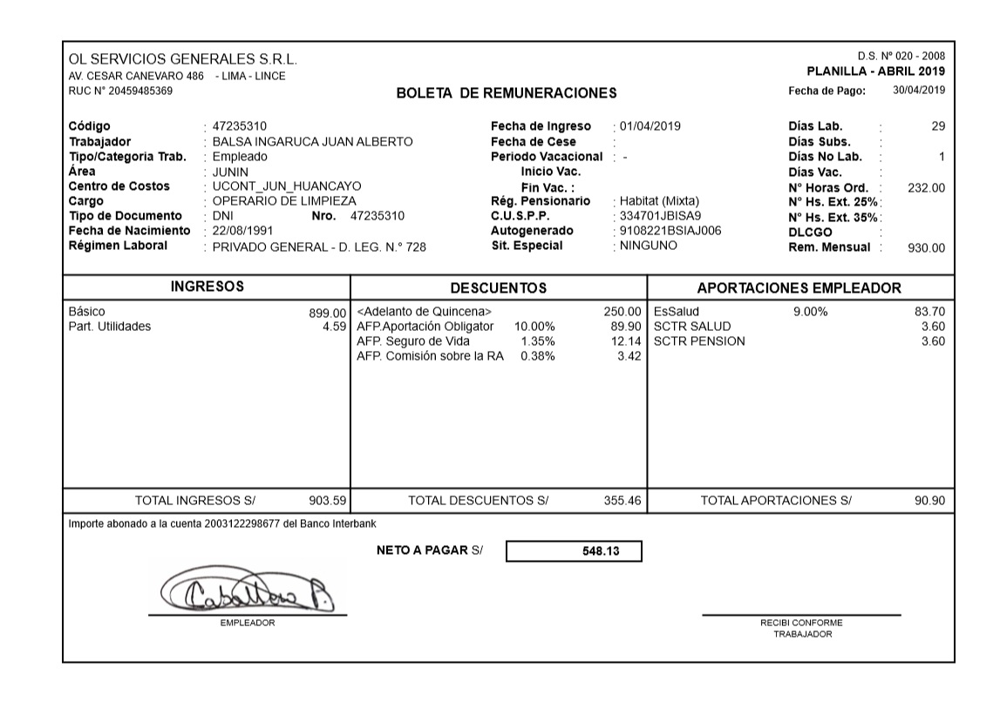 OL SERVICIOS GENERALES S.R.L.
D.S. Nº 020 - 2008
AV. CESAR CANEVARO 486 - LIMA - LINCE
PLANILLA - ABRIL 2019
RUC N° 20459485369
BOLETA DE REMUNERACIONES
Fecha de Pago: 30/04/2019
Código : 47235310
Fecha de Ingreso : 01/04/2019
Días Lab. : 29
Trabajador : BALSA INGARUCA JUAN ALBERTO
Fecha de Cese :
Días Subs. :
Tipo/Categoria Trab. : Empleado
Periodo Vacacional : -
Días No Lab. : 1
Área : JUNIN
Inicio Vac.
Días Vac. :
Centro de Costos : UCONT_JUN_HUANCAYO
Fin Vac. :
N° Horas Ord. : 232.00
Cargo : OPERARIO DE LIMPIEZA
Rég. Pensionario : Habitat (Mixta)
N° Hs. Ext. 25% :
Tipo de Documento : DNI Nro. 47235310
C.U.S.P.P. : 334701JBISA9
N° Hs. Ext. 35% :
Fecha de Nacimiento : 22/08/1991
Autogenerado : 9108221BSIAJ006
DLCGO :
Régimen Laboral : PRIVADO GENERAL - D. LEG. N.° 728
Sit. Especial : NINGUNO
Rem. Mensual : 930.00
INGRESOS
DESCUENTOS
APORTACIONES EMPLEADOR
Básico 899.00
Part. Utilidades 4.59
<Adelanto de Quincena> 250.00
AFP.Aportación Obligator 10.00% 89.90
AFP. Seguro de Vida 1.35% 12.14
AFP. Comisión sobre la RA 0.38% 3.42
EsSalud 9.00% 83.70
SCTR SALUD 3.60
SCTR PENSION 3.60
TOTAL INGRESOS S/ 903.59
TOTAL DESCUENTOS S/ 355.46
TOTAL APORTACIONES S/ 90.90
Importe abonado a la cuenta 2003122298677 del Banco Interbank
NETO A PAGAR S/ 548.13
Caballero B.
EMPLEADOR
RECIBI CONFORME
TRABAJADOR